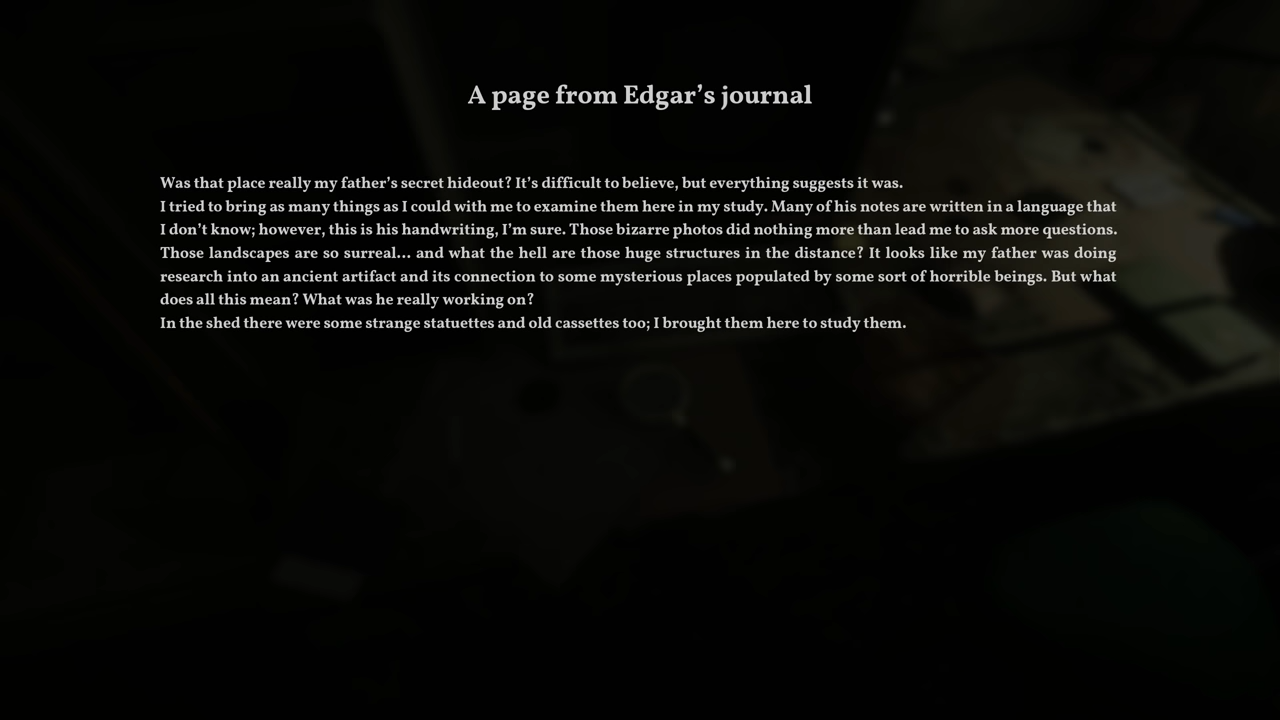 A page from Edgar’s journal
Was that place really my father’s secret hideout? It’s difficult to believe, but everything suggests it was.
I tried to bring as many things as I could with me to examine them here in my study. Many of his notes are written in a language that
I don’t know; however, this is his handwriting, I’m sure. Those bizarre photos did nothing more than lead me to ask more questions.
Those landscapes are so surreal... and what the hell are those huge structures in the distance? It looks like my father was doing
research into an ancient artifact and its connection to some mysterious places populated by some sort of horrible beings. But what
does all this mean? What was he really working on?
In the shed there were some strange statuettes and old cassettes too; I brought them here to study them.